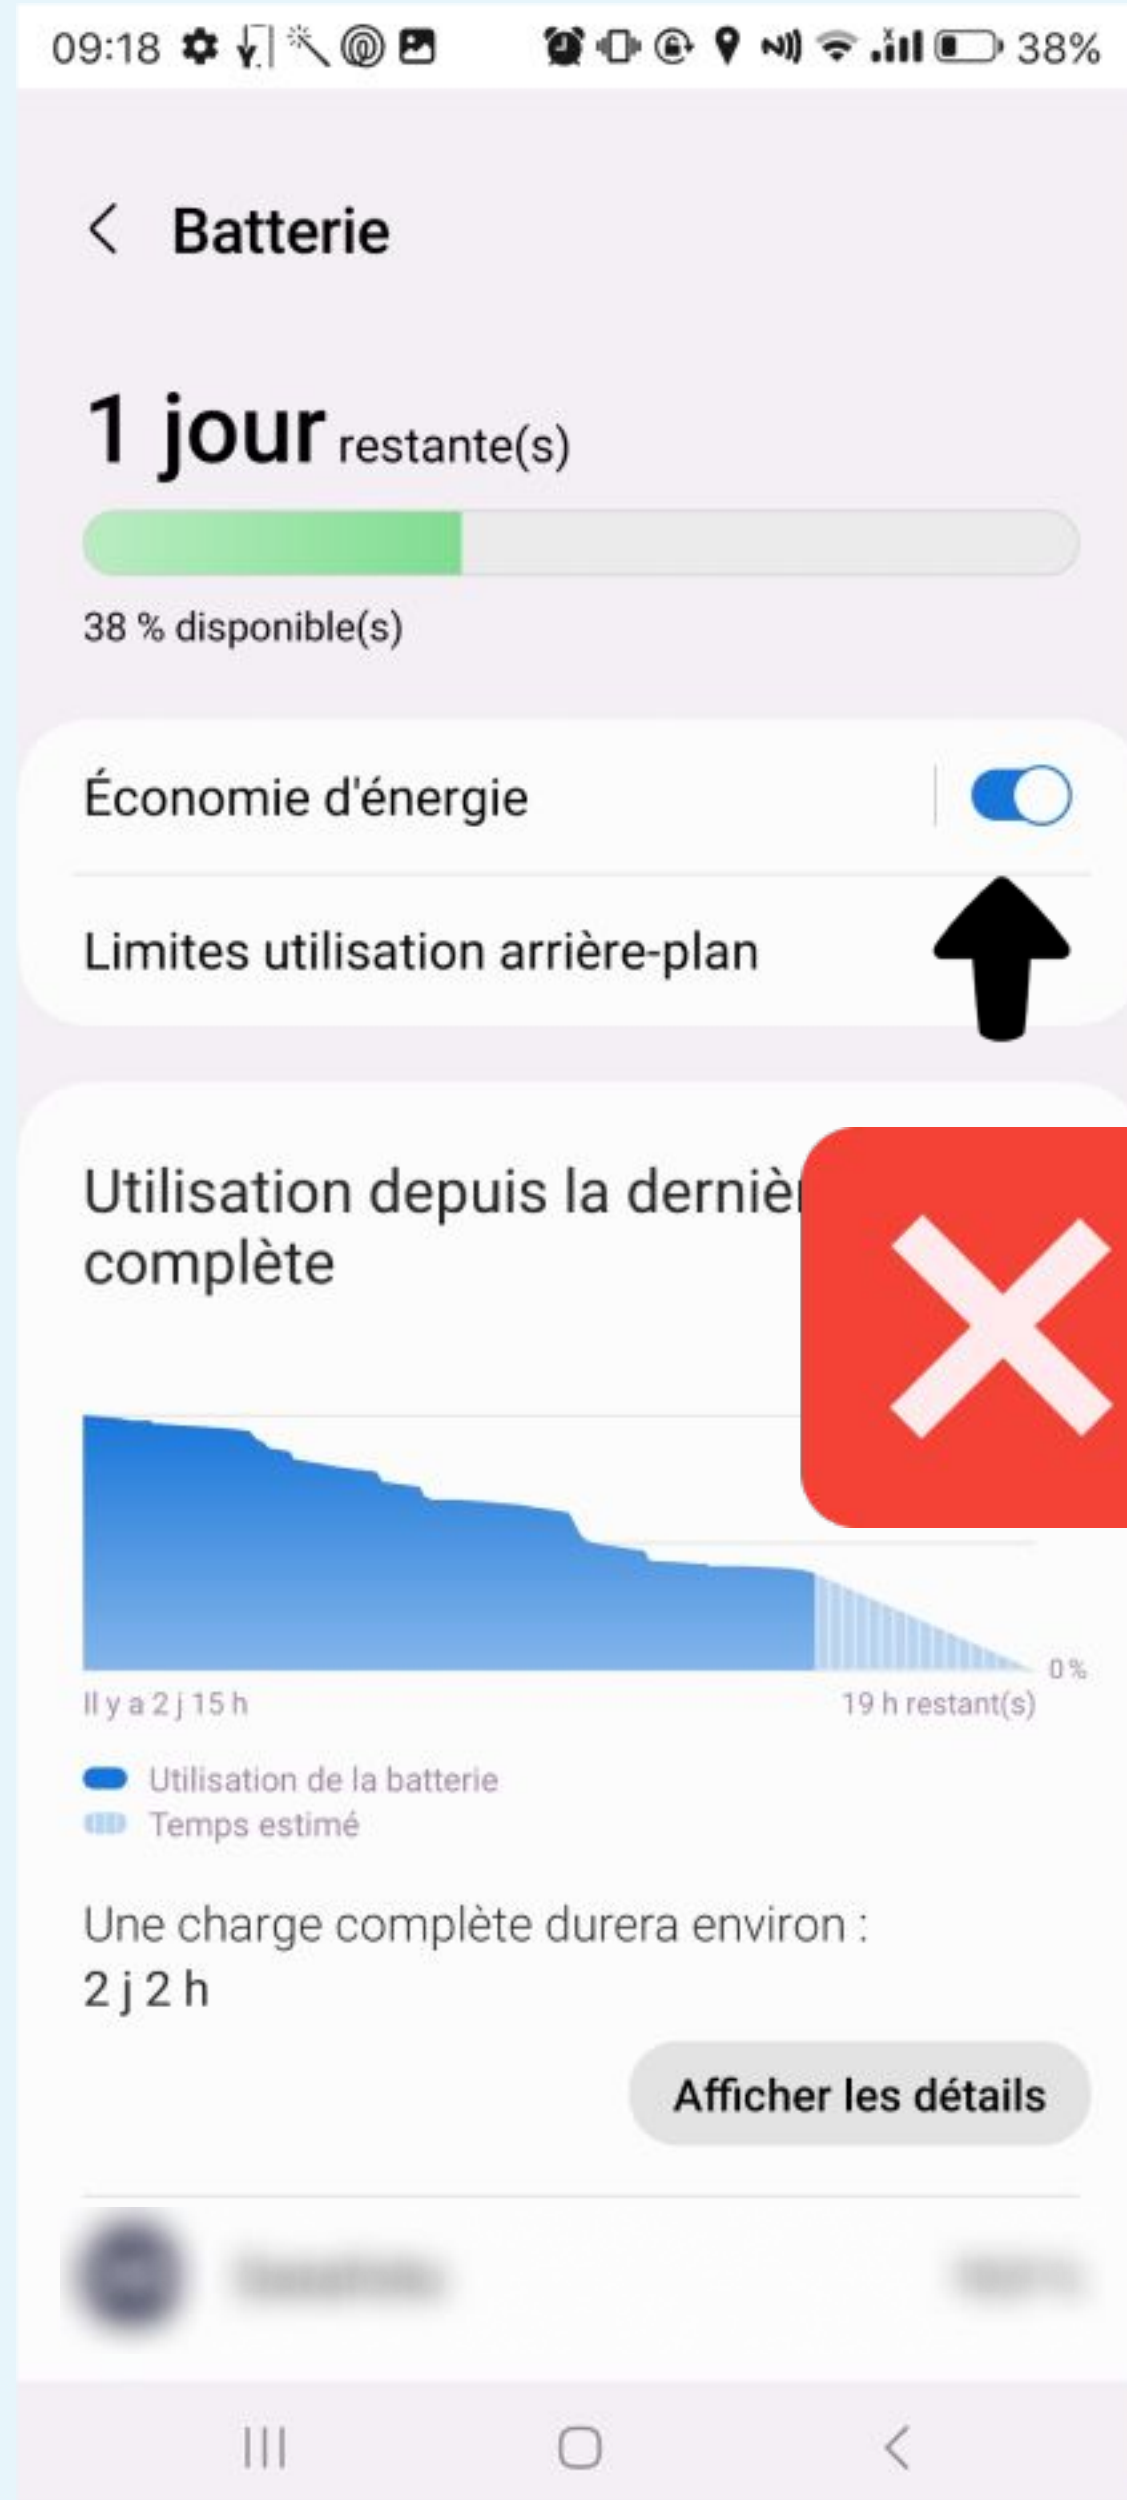 09:18 38%
Batterie
1 jour restante(s)
38 % disponible(s)
Économie d'énergie
Limites utilisation arrière-plan
Utilisation depuis la
complète
0 %
Il y a 2 j 15 h 19 h restant(s)
Utilisation de la batterie
Temps estimé
Une charge complète durera environ :
2 j 2 h
Afficher les détails